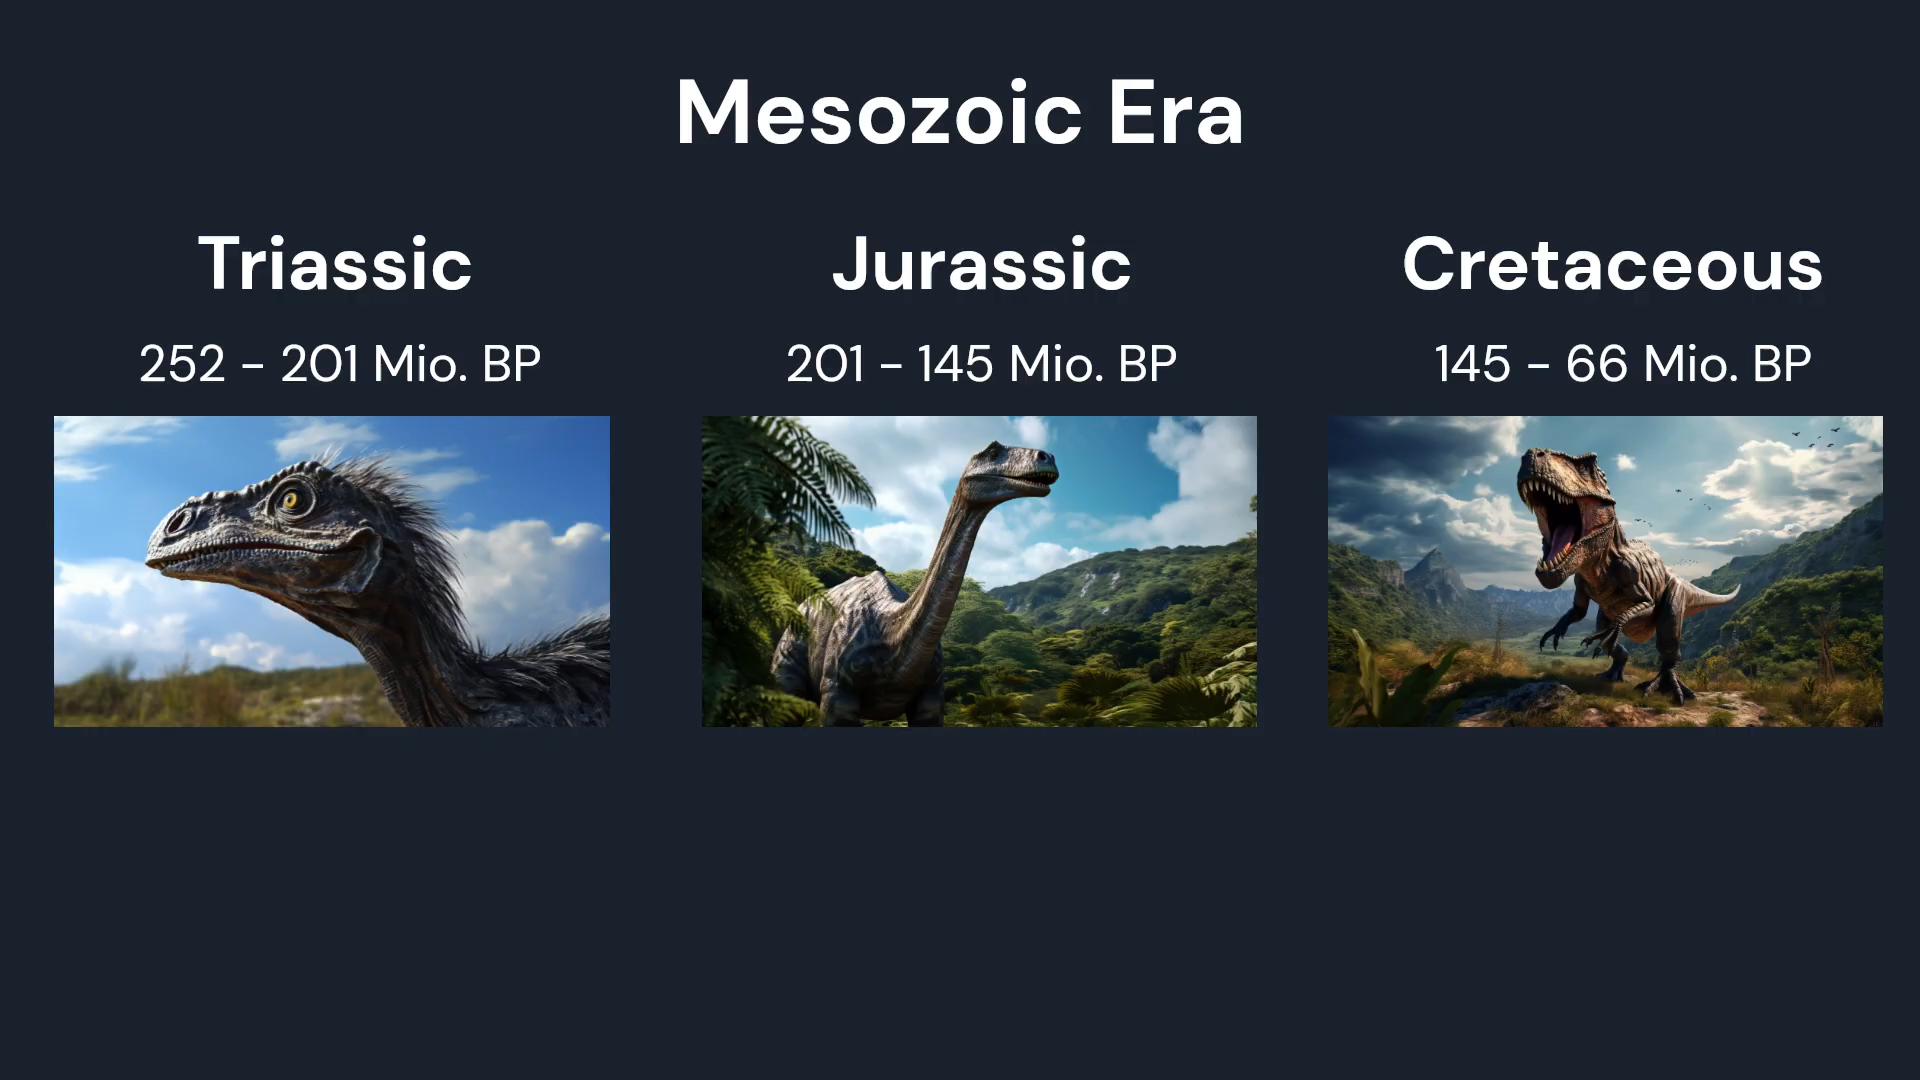 Mesozoic Era
Triassic
252 - 201 Mio. BP
Jurassic
201 - 145 Mio. BP
Cretaceous
145 - 66 Mio. BP